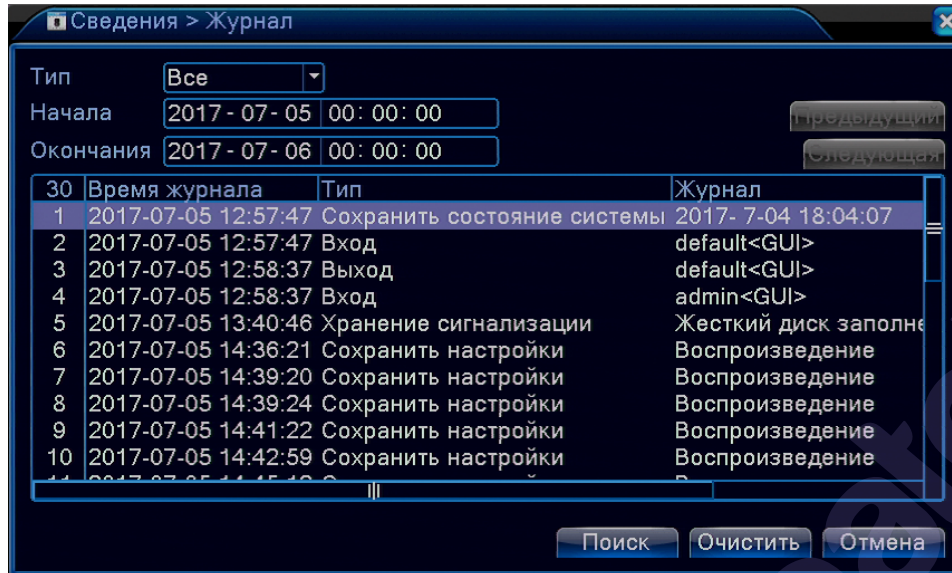 Сведения > Журнал
Тип Все
Начала 2017 - 07- 05 00: 00: 00
Предыдущий
Окончания 2017 - 07- 06 00: 00: 00
Следующая
30 Время журнала Тип Журнал
1 2017-07-05 12:57:47 Сохранить состояние системы 2017- 7-04 18:04:07
2 2017-07-05 12:57:47 Вход default<GUI>
3 2017-07-05 12:58:37 Выход default<GUI>
4 2017-07-05 12:58:37 Вход admin<GUI>
5 2017-07-05 13:40:46 Хранение сигнализации Жесткий диск заполне
6 2017-07-05 14:36:21 Сохранить настройки Воспроизведение
7 2017-07-05 14:39:20 Сохранить настройки Воспроизведение
8 2017-07-05 14:39:24 Сохранить настройки Воспроизведение
9 2017-07-05 14:41:22 Сохранить настройки Воспроизведение
10 2017-07-05 14:42:59 Сохранить настройки Воспроизведение
Поиск Очистить Отмена